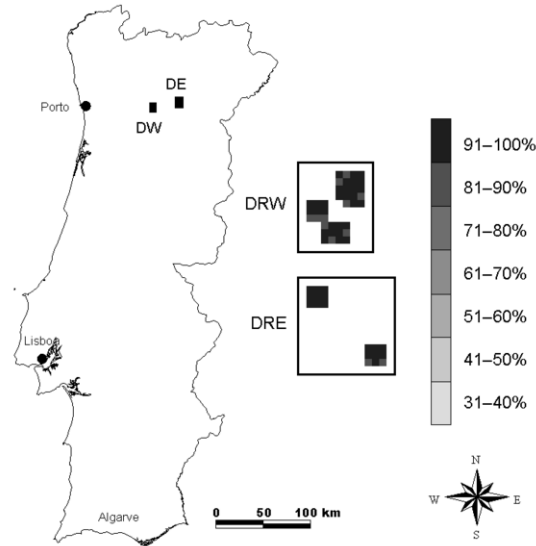 DE
Porto
DW
DRW
DRE
Lisboa
Algarve
0 50 100 km
91–100%
81–90%
71–80%
61–70%
51–60%
41–50%
31–40%
N
W E
S